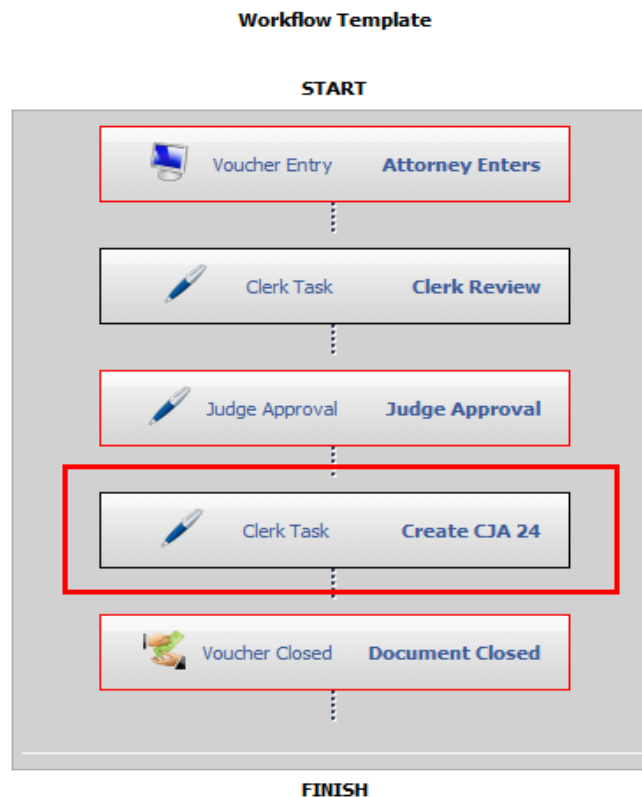 Workflow Template
START
Voucher Entry Attorney Enters
Clerk Task Clerk Review
Judge Approval Judge Approval
Clerk Task Create CJA 24
Voucher Closed Document Closed
FINISH